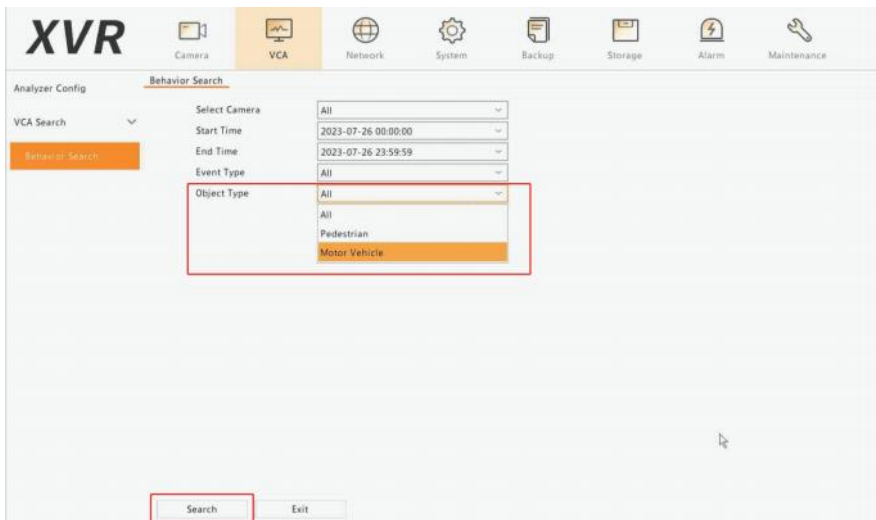 XVR
Camera
VCA
Network
System
Backup
Storage
Alarm
Maintenance
Analyzer Config
VCA Search
Behavior Search
Behavior Search
Select Camera All
Start Time 2023-07-26 00:00:00
End Time 2023-07-26 23:59:59
Event Type All
Object Type All
All
Pedestrian
Motor Vehicle
Search
Exit